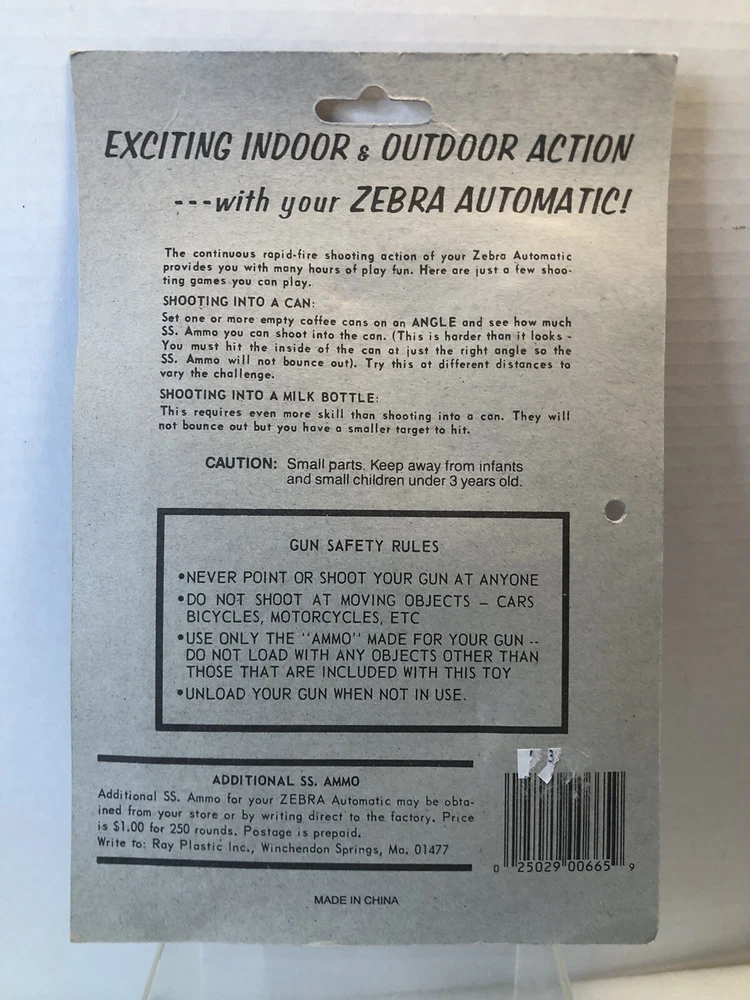 EXCITING INDOOR & OUTDOOR ACTION
---with your ZEBRA AUTOMATIC!
The continuous rapid-fire shooting action of your Zebra Automatic
provides you with many hours of play fun. Here are just a few shoo-
ting games you can play.
SHOOTING INTO A CAN:
Set one or more empty coffee cans on an ANGLE and see how much
SS. Ammo you can shoot into the can. (This is harder than it looks -
You must hit the inside of the can at just the right angle so the
SS. Ammo will not bounce out). Try this at different distances to
vary the challenge.
SHOOTING INTO A MILK BOTTLE:
This requires even more skill than shooting into a can. They will
not bounce out but you have a smaller target to hit.
CAUTION: Small parts. Keep away from infants
and small children under 3 years old.
GUN SAFETY RULES
•NEVER POINT OR SHOOT YOUR GUN AT ANYONE
•DO NOT SHOOT AT MOVING OBJECTS – CARS
BICYCLES, MOTORCYCLES, ETC
•USE ONLY THE "AMMO" MADE FOR YOUR GUN --
DO NOT LOAD WITH ANY OBJECTS OTHER THAN
THOSE THAT ARE INCLUDED WITH THIS TOY
•UNLOAD YOUR GUN WHEN NOT IN USE.
ADDITIONAL SS. AMMO
Additional SS. Ammo for your ZEBRA Automatic may be obta-
ined from your store or by writing direct to the factory. Price
is $1.00 for 250 rounds. Postage is prepaid.
Write to: Ray Plastic Inc., Winchendon Springs, Ma. 01477
0 25029 00665 9
MADE IN CHINA